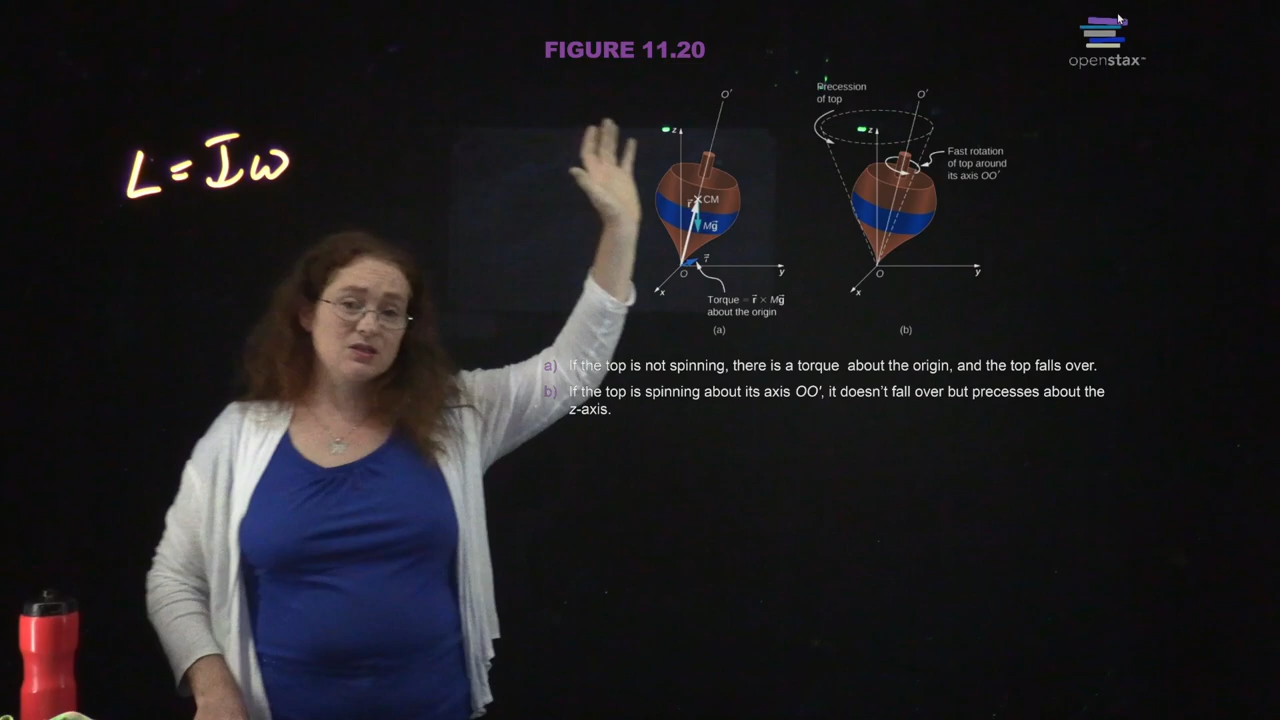 FIGURE 11.20
openstax™
L = Iω
O′
z
r⃗
CM
Mg⃗
τ⃗
O
y
x
Torque = r⃗ × Mg⃗
about the origin
(a)
Precession
of top
O′
z
Fast rotation
of top around
its axis OO′
O
y
x
(b)
a) If the top is not spinning, there is a torque about the origin, and the top falls over.
b) If the top is spinning about its axis OO′, it doesn’t fall over but precesses about the
z-axis.